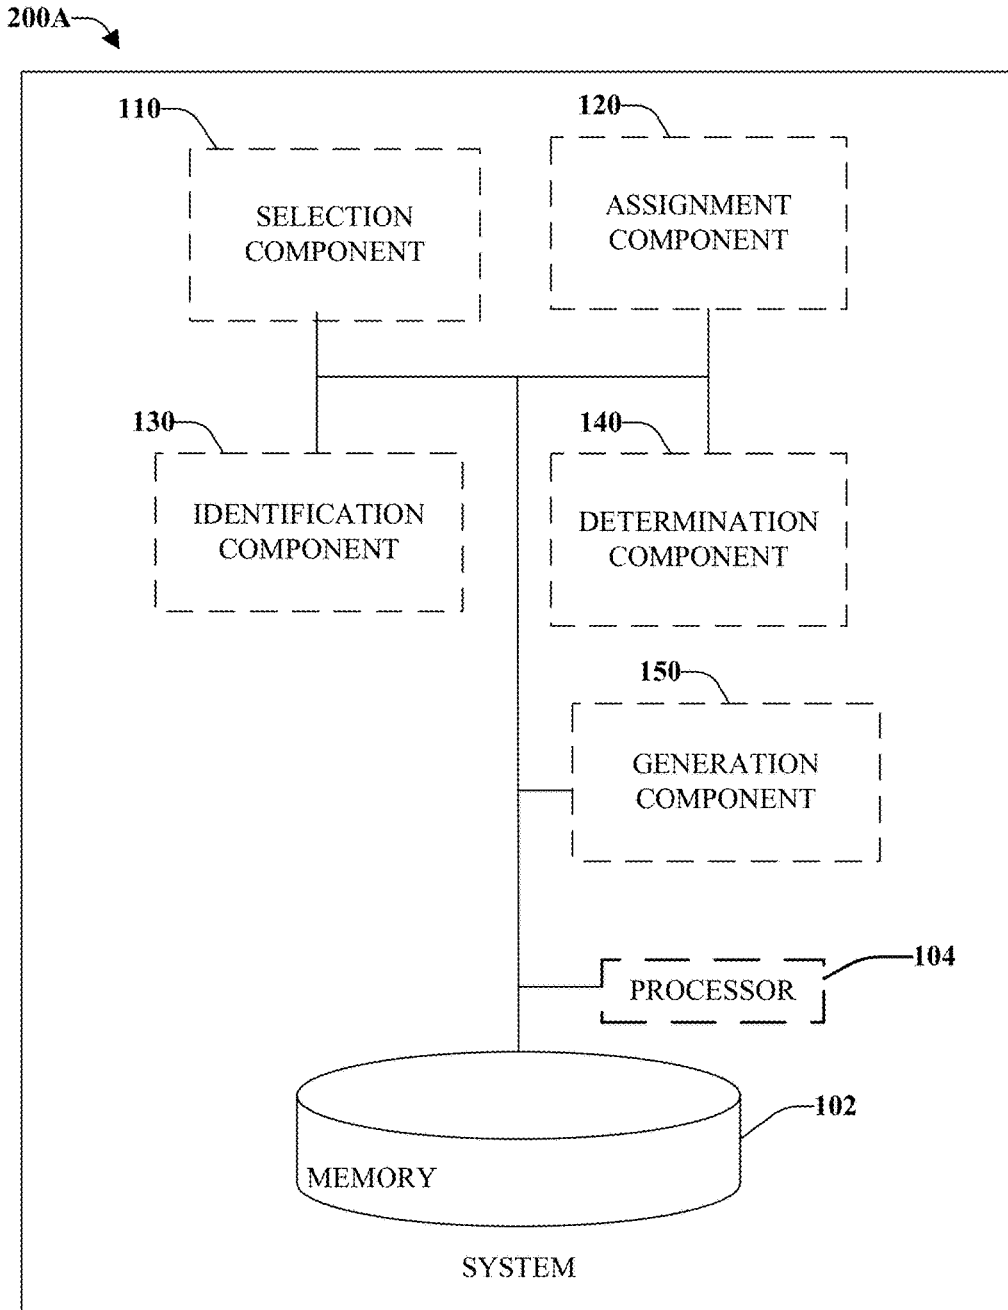 200A
110
120
SELECTION
COMPONENT
ASSIGNMENT
COMPONENT
130
140
IDENTIFICATION
COMPONENT
DETERMINATION
COMPONENT
150
GENERATION
COMPONENT
104
PROCESSOR
102
MEMORY
SYSTEM